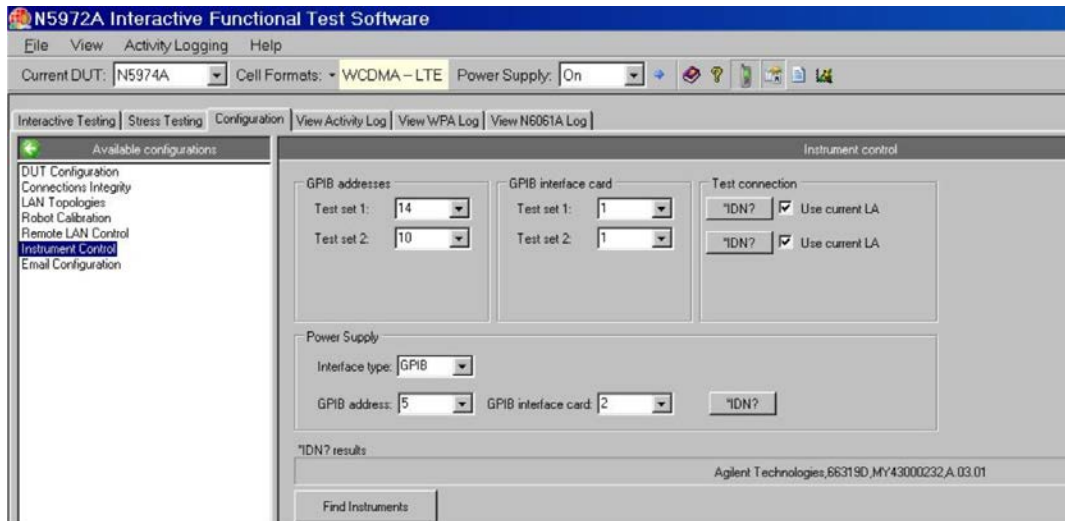 N5972A Interactive Functional Test Software
File View Activity Logging Help
Current DUT: N5974A Cell Formats: WCDMA - LTE Power Supply: On
Interactive Testing Stress Testing Configuration View Activity Log View WPA Log View N6061A Log
Available configurations
Instrument control
DUT Configuration
Connections Integrity
LAN Topologies
Robot Calibration
Remote LAN Control
Instrument Control
Email Configuration
GPIB addresses
Test set 1: 14
Test set 2: 10
GPIB interface card
Test set 1: 1
Test set 2: 1
Test connection
*IDN? Use current LA
*IDN? Use current LA
Power Supply
Interface type: GPIB
GPIB address: 5 GPIB interface card: 2 *IDN?
*IDN? results
Agilent Technologies,66319D,MY43000232,A.03.01
Find Instruments